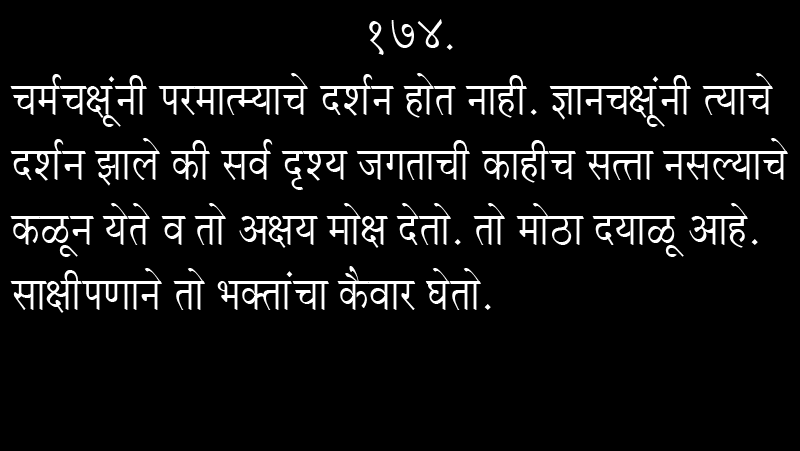 १७४.
चर्मचक्षूंनी परमात्म्याचे दर्शन होत नाही. ज्ञानचक्षूंनी त्याचे
दर्शन झाले की सर्व दृश्य जगताची काहीच सत्ता नसल्याचे
कळून येते व तो अक्षय मोक्ष देतो. तो मोठा दयाळू आहे.
साक्षीपणाने तो भक्तांचा कैवार घेतो.